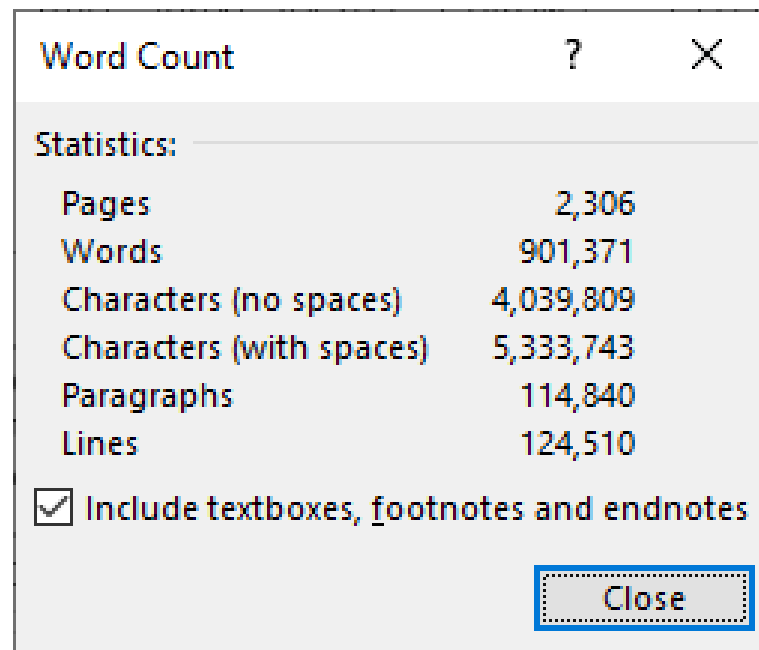 Word Count ?
Statistics:
Pages 2,306
Words 901,371
Characters (no spaces) 4,039,809
Characters (with spaces) 5,333,743
Paragraphs 114,840
Lines 124,510
Include textboxes, footnotes and endnotes
Close